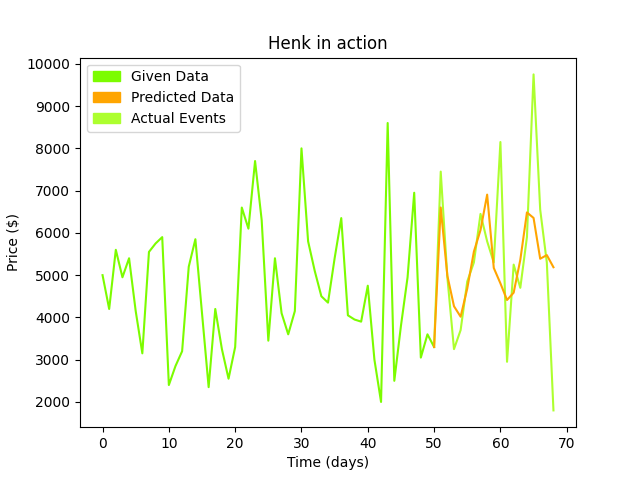 Henk in action
Given Data
Predicted Data
Actual Events
10000
9000
8000
7000
6000
5000
4000
3000
2000
Price ($)
0 10 20 30 40 50 60 70
Time (days)